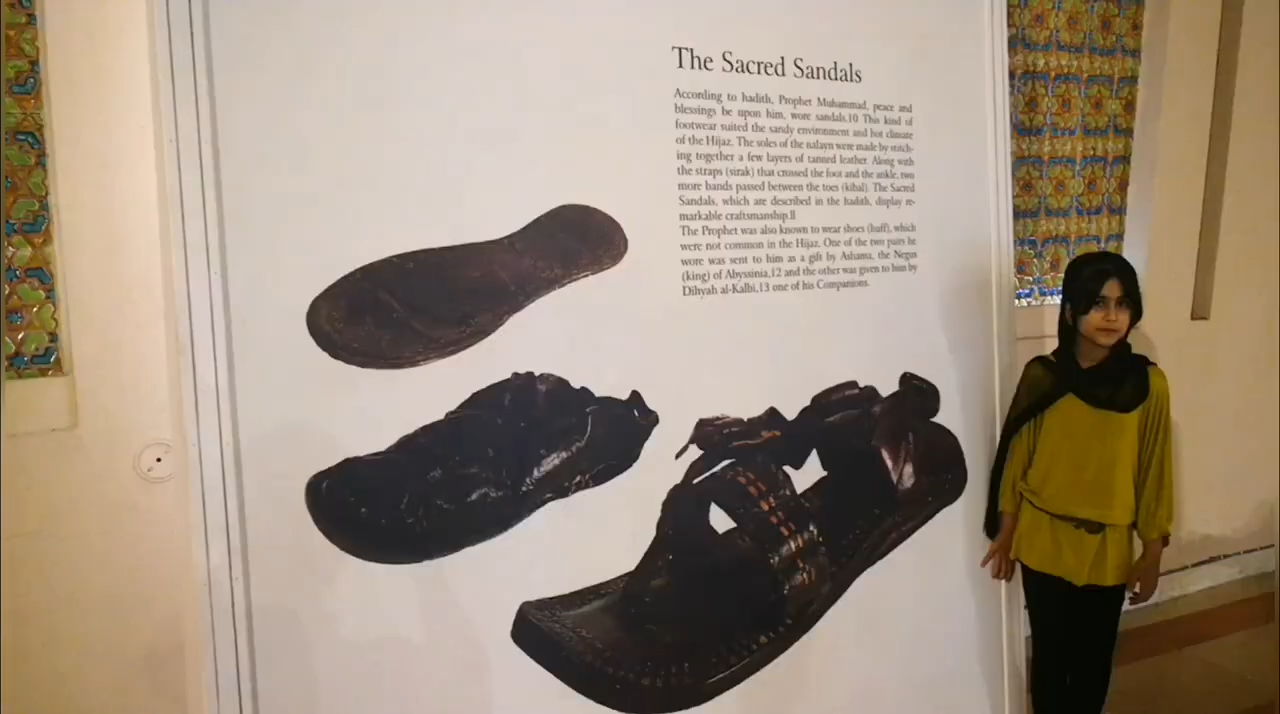 The Sacred Sandals
According to hadith, Prophet Muhammad, peace and
blessings be upon him, wore sandals.10 This kind of
footwear suited the sandy environment and hot climate
of the Hijaz. The soles of the nalayn were made by stitch-
ing together a few layers of tanned leather. Along with
the straps (sirak) that crossed the foot and the ankle, two
more bands passed between the toes (kibal). The Sacred
Sandals, which are described in the hadith, display re-
markable craftsmanship.11
The Prophet was also known to wear shoes (huff), which
were not common in the Hijaz. One of the two pairs he
wore was sent to him as a gift by Ashama, the Negus
(king) of Abyssinia,12 and the other was given to him by
Dihyah al-Kalbi,13 one of his Companions.